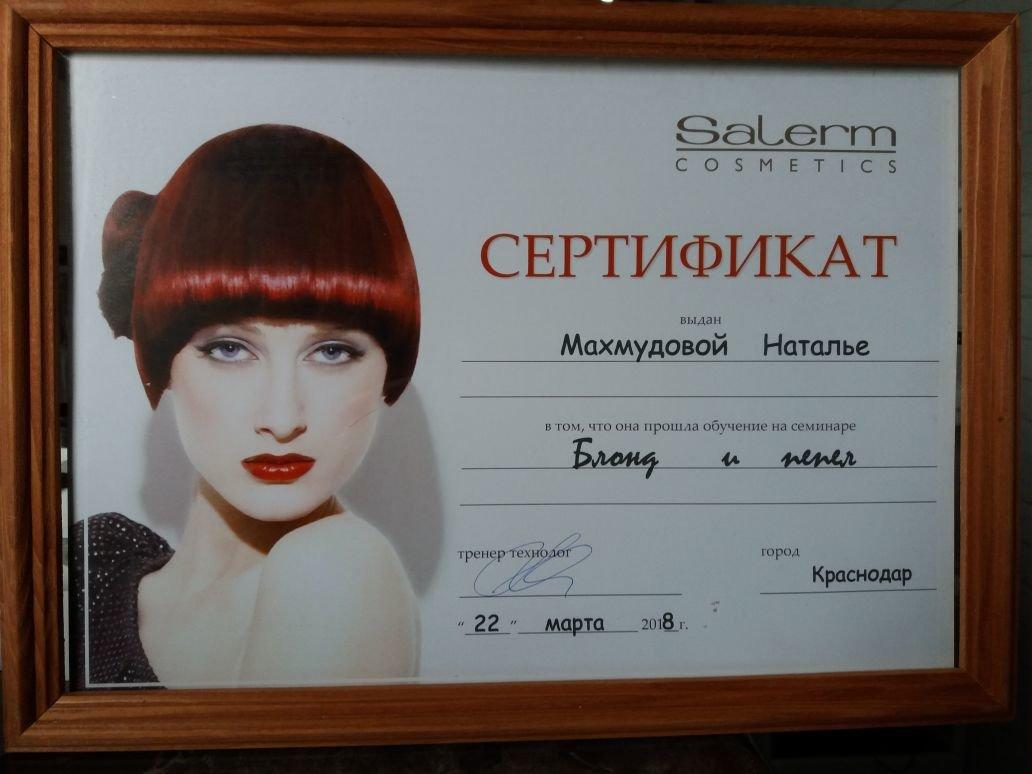 Salerm
COSMETICS
СЕРТИФИКАТ
выдан
Махмудовой Наталье
в том, что она прошла обучение на семинаре
Блонд и пепел
тренер технолог
город
Краснодар
" 22 " марта 2018 г.